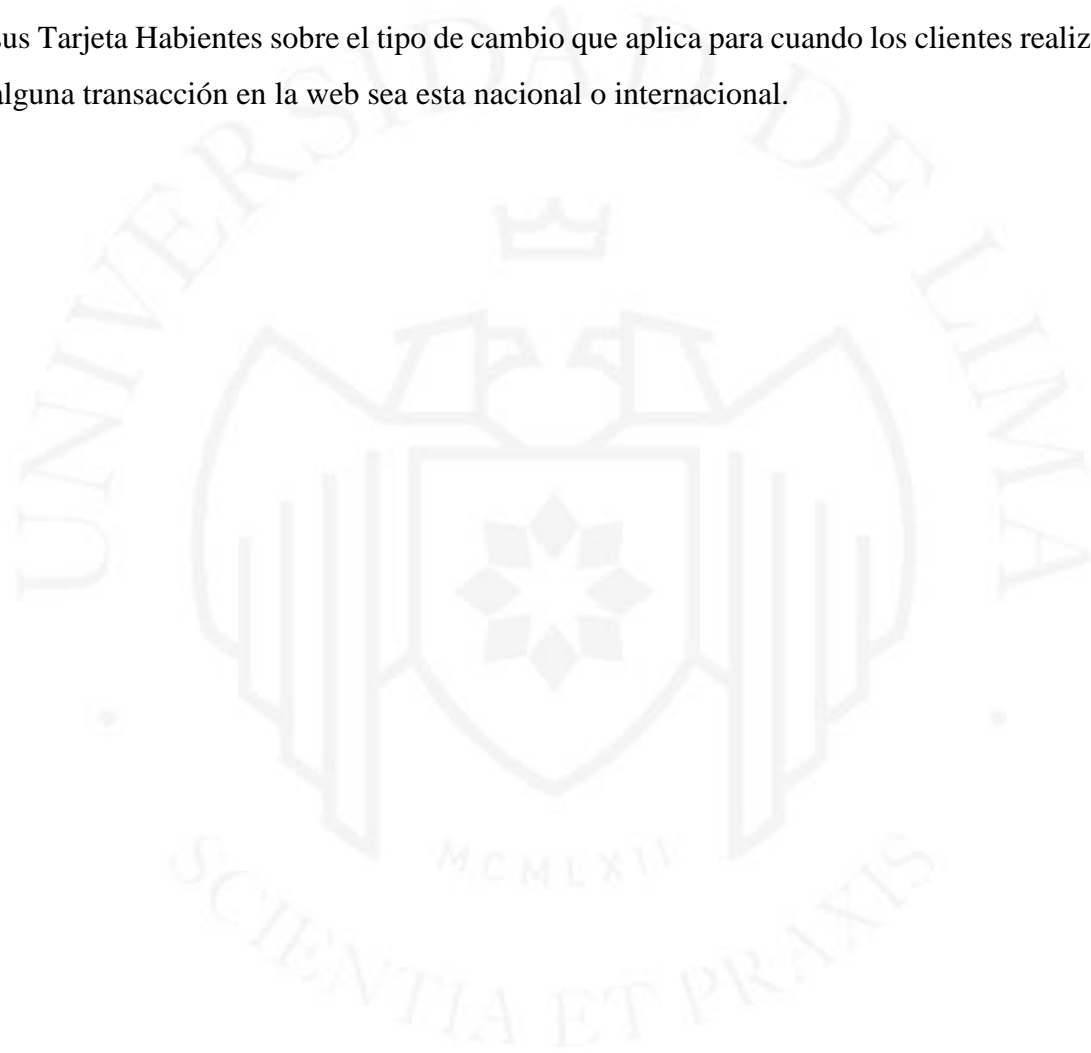 sus Tarjeta Habientes sobre el tipo de cambio que aplica para cuando los clientes realiz
alguna transacción en la web sea esta nacional o internacional.
UNIVERSIDAD DE LIMA
MCMLXII
SCIENTIA ET PRAXIS